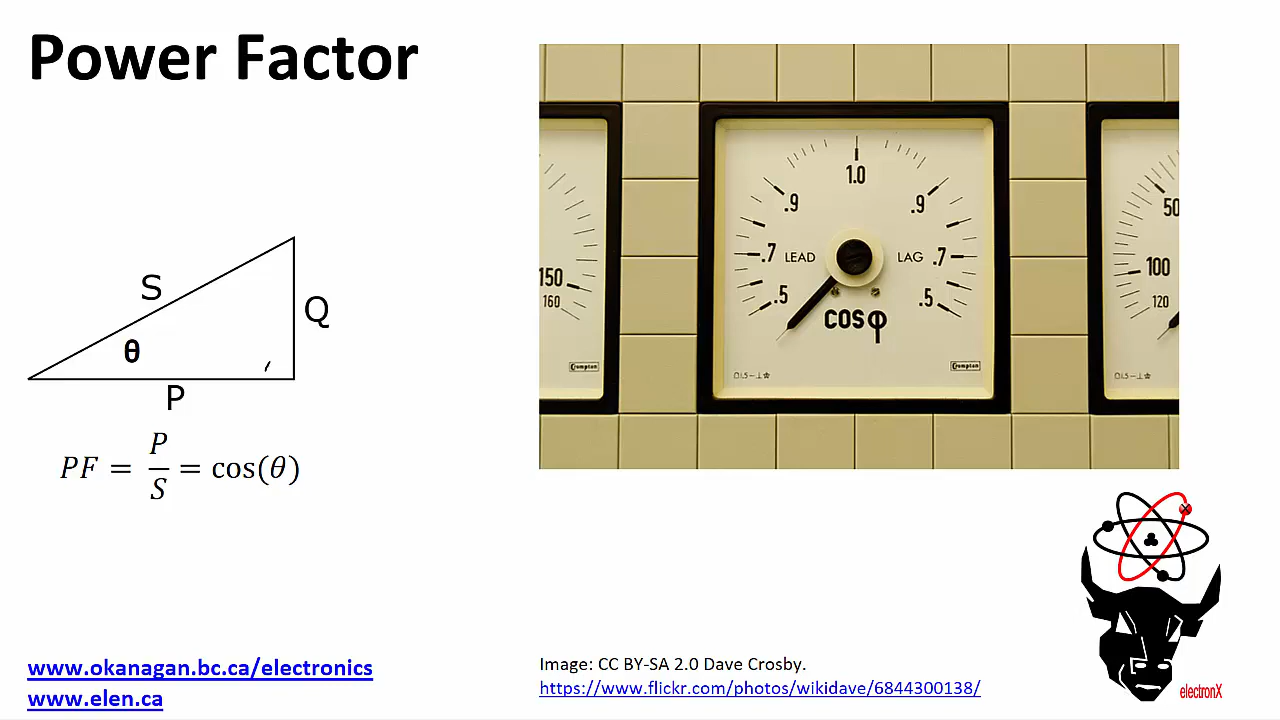 Power Factor
S
θ
Q
P
PF = P/S = cos(θ)
150
160
1.0
.9
.9
.7
LEAD
LAG
.7
.5
.5
cos φ
Crompton
Crompton
50
100
120
www.okanagan.bc.ca/electronics
www.elen.ca
Image: CC BY-SA 2.0 Dave Crosby.
https://www.flickr.com/photos/wikidave/6844300138/
X
electronX